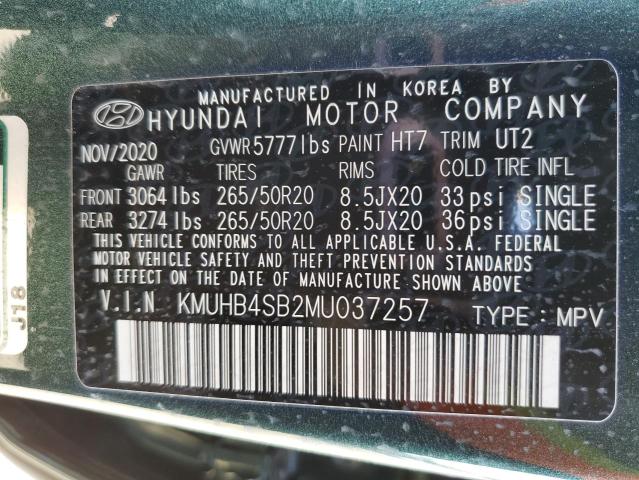 MANUFACTURED IN KOREA BY
HYUNDAI MOTOR COMPANY
NOV/2020 GVWR 5777lbs PAINT HT7 TRIM UT2
GAWR TIRES RIMS COLD TIRE INFL
FRONT 3064 lbs 265/50R20 8.5JX20 33 psi SINGLE
REAR 3274 lbs 265/50R20 8.5JX20 36 psi SINGLE
THIS VEHICLE CONFORMS TO ALL APPLICABLE U.S.A. FEDERAL
MOTOR VEHICLE SAFETY AND THEFT PREVENTION STANDARDS
IN EFFECT ON THE DATE OF MANUFACTURE SHOWN ABOVE.
V.I.N KMUHB4SB2MU037257 TYPE: MPV
J18